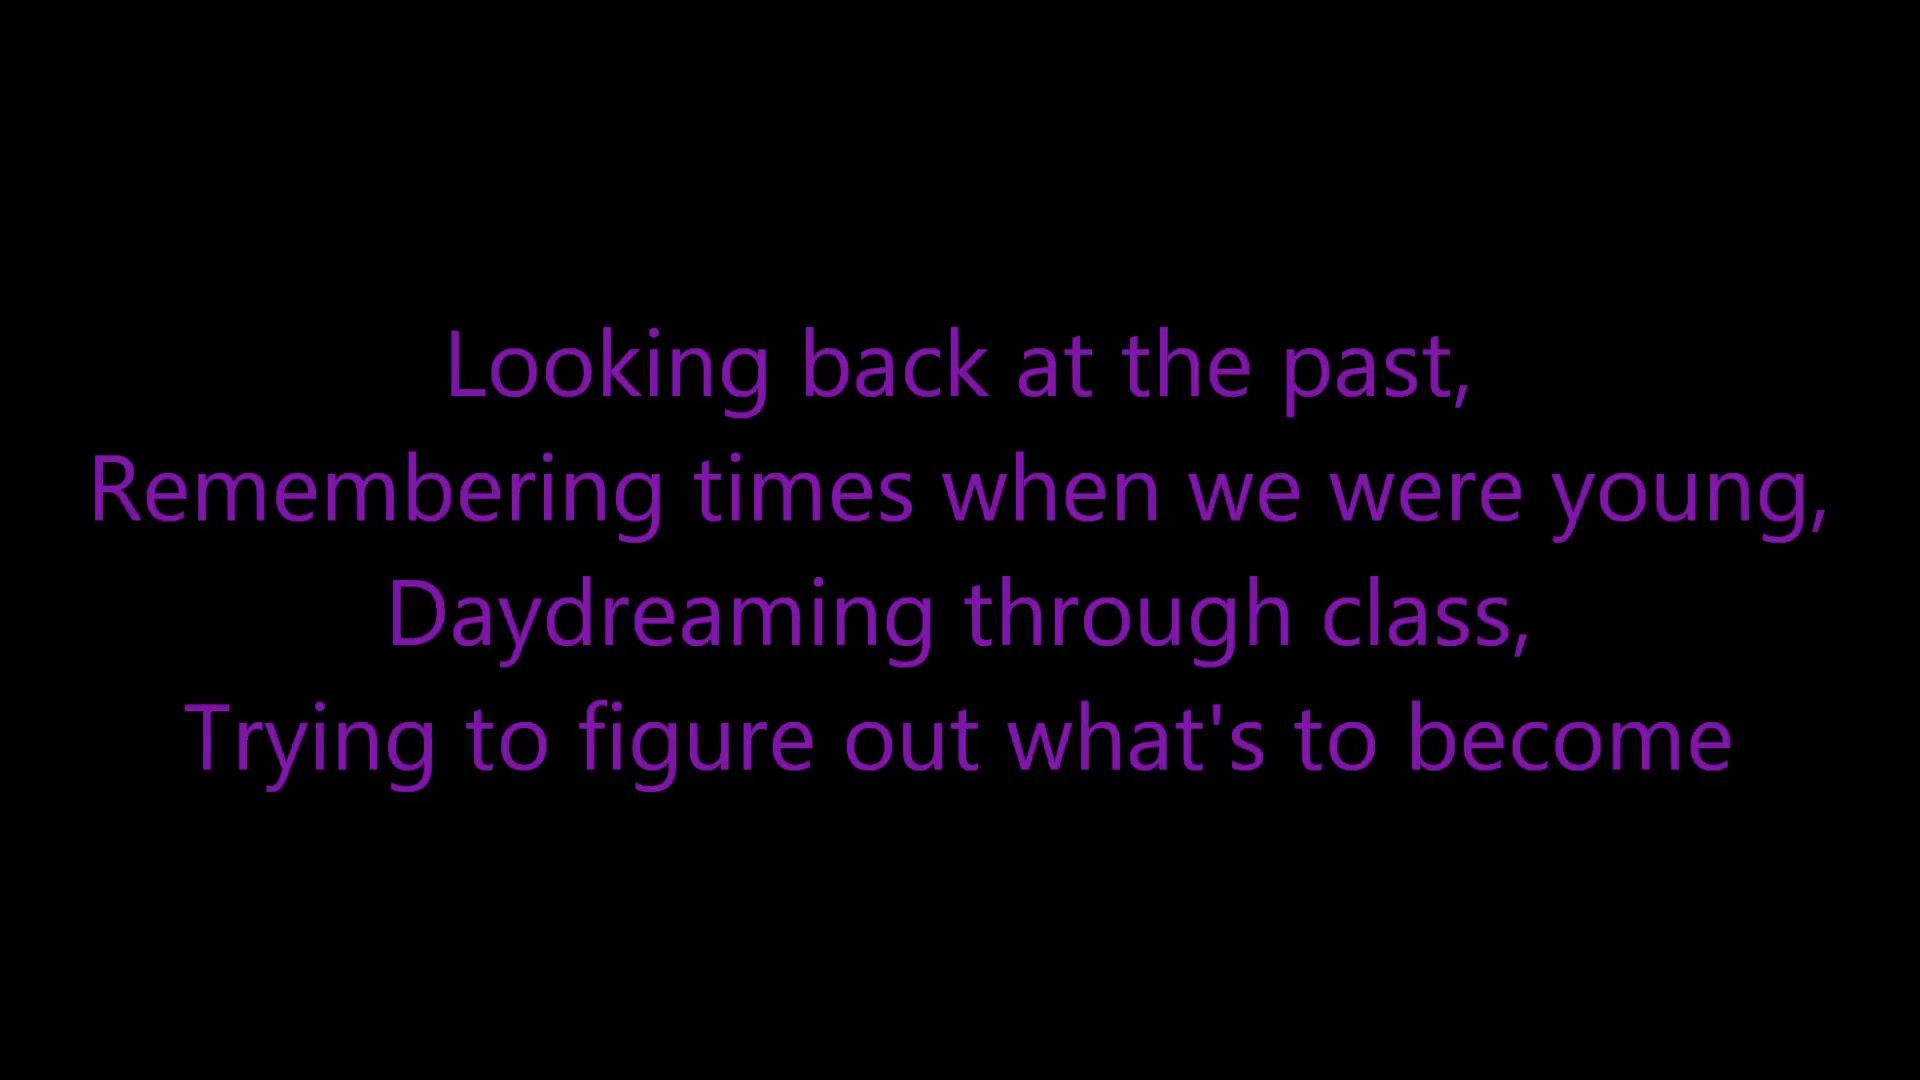 Looking back at the past,
Remembering times when we were young,
Daydreaming through class,
Trying to figure out what's to become